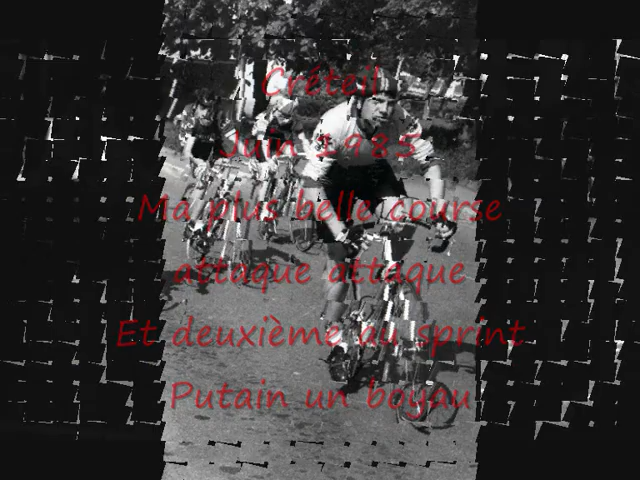 Créteil
Juin 1985
Ma plus belle course
attaque attaque
Et deuxième au sprint
Putain un boyau